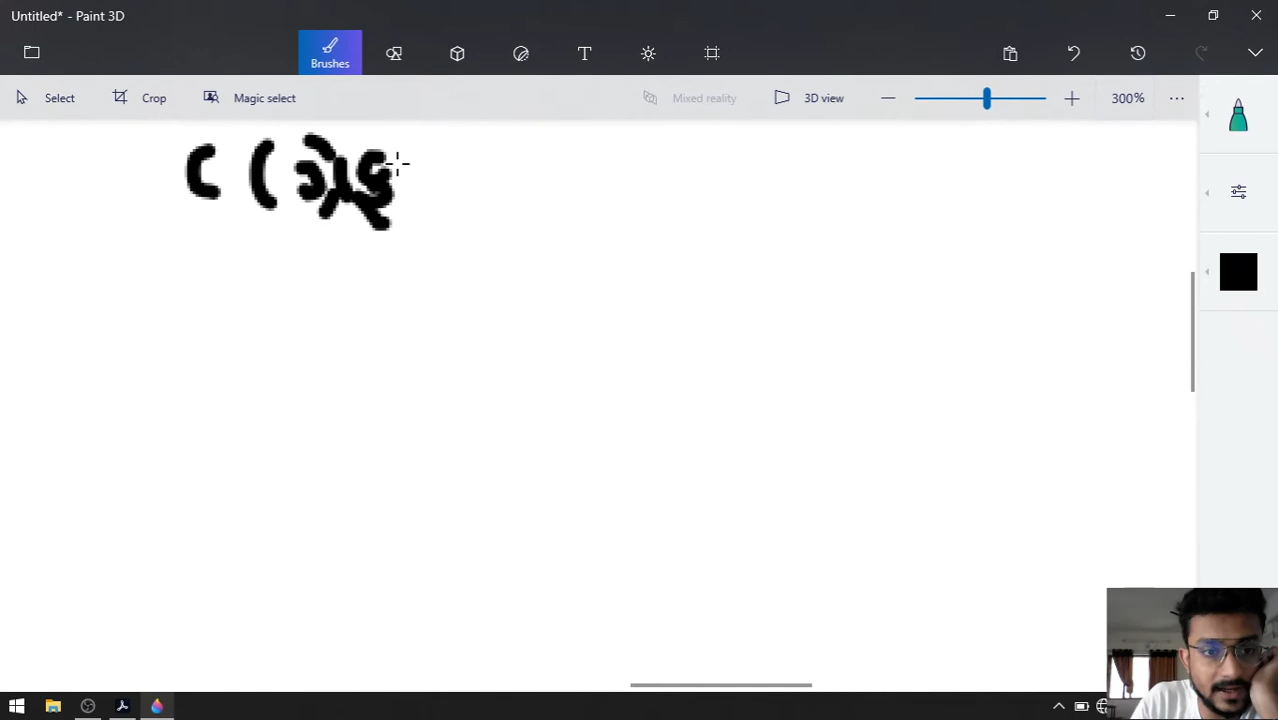 Untitled* - Paint 3D
Brushes
Select
Crop
Magic select
Mixed reality
3D view
300%